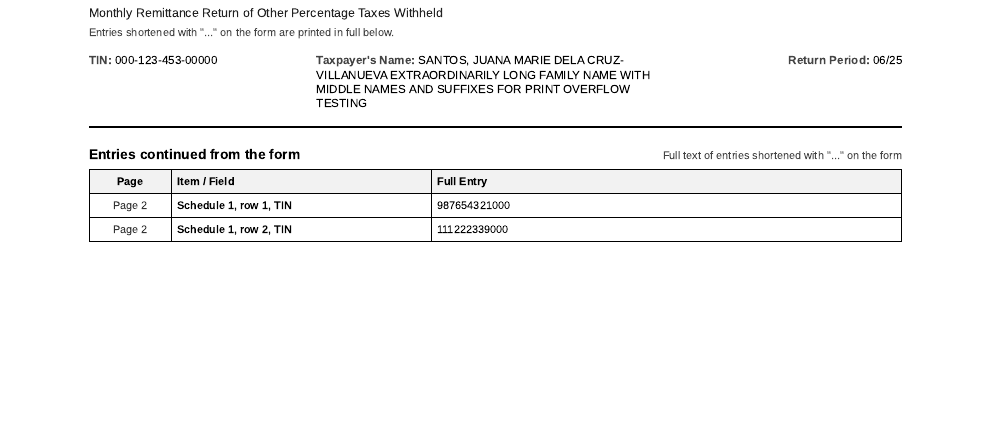 Monthly Remittance Return of Other Percentage Taxes Withheld
Entries shortened with "..." on the form are printed in full below.
TIN: 000-123-453-00000
Taxpayer's Name: SANTOS, JUANA MARIE DELA CRUZ-
VILLANUEVA EXTRAORDINARILY LONG FAMILY NAME WITH
MIDDLE NAMES AND SUFFIXES FOR PRINT OVERFLOW
TESTING
Return Period: 06/25
Entries continued from the form
Full text of entries shortened with "..." on the form
Page Item / Field Full Entry
Page 2 Schedule 1, row 1, TIN 987654321000
Page 2 Schedule 1, row 2, TIN 111222339000